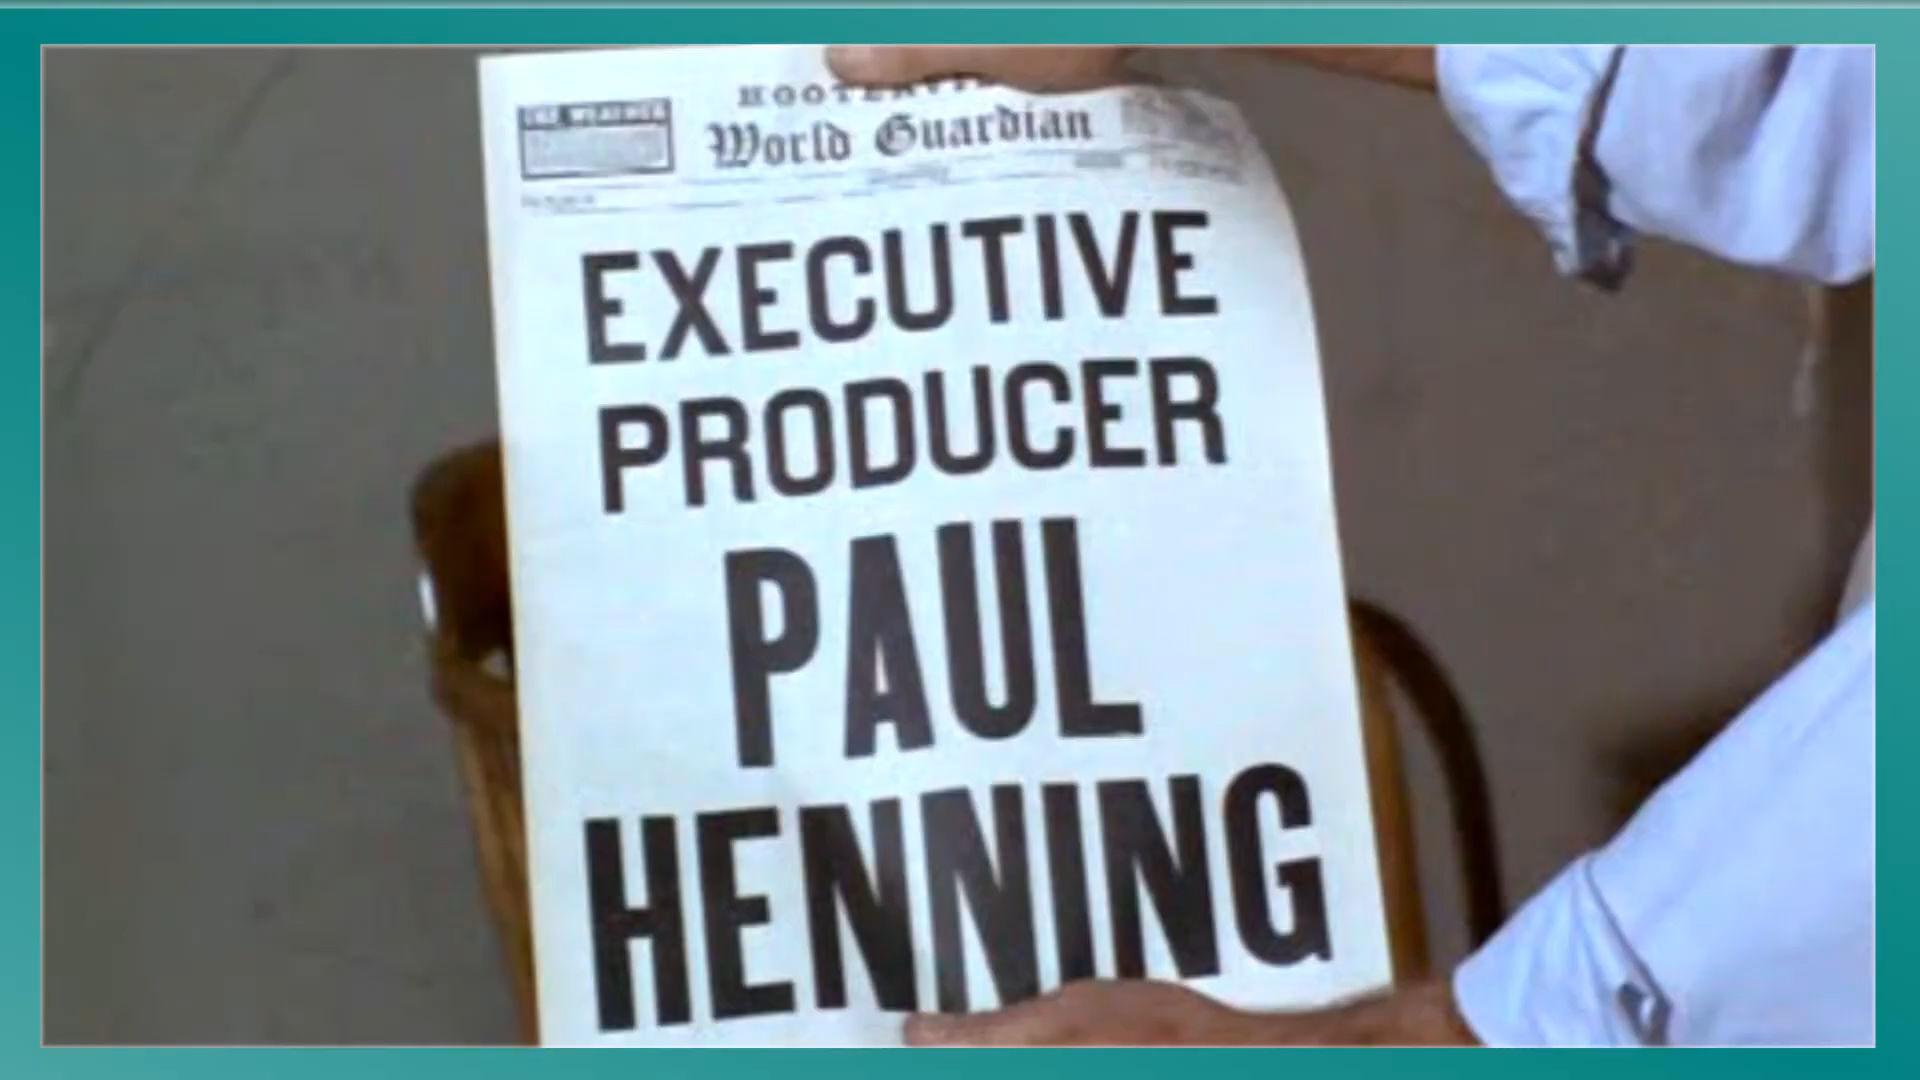 World Guardian
EXECUTIVE
PRODUCER
PAUL
HENNING